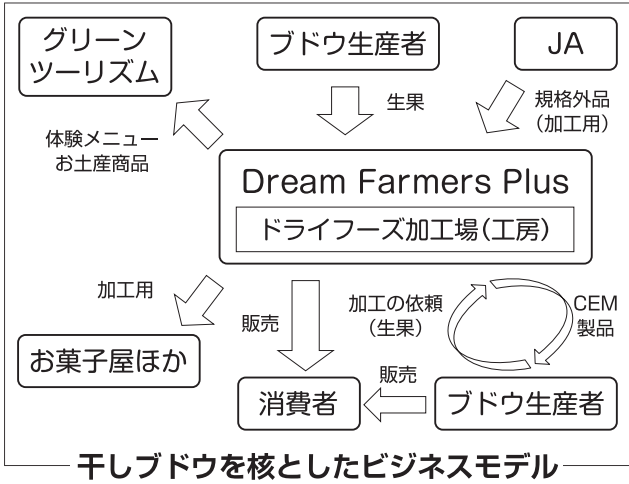 グリーン
ツーリズム
ブドウ生産者
JA
生果
規格外品
（加工用）
体験メニュー
お土産商品
Dream Farmers Plus
ドライフーズ加工場（工房）
加工用
販売
加工の依頼
（生果）
CEM
製品
お菓子屋ほか
消費者
販売
ブドウ生産者
干しブドウを核としたビジネスモデル